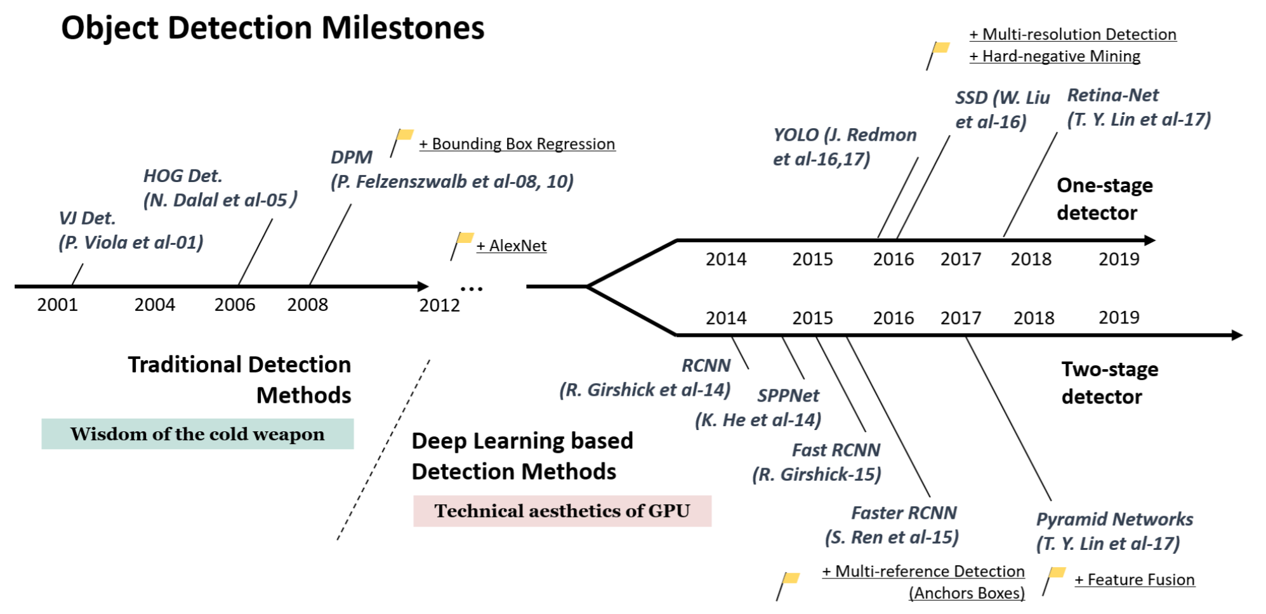 Object Detection Milestones
+ Multi-resolution Detection
+ Hard-negative Mining
SSD (W. Liu
et al-16)
Retina-Net
(T. Y. Lin et al-17)
YOLO (J. Redmon
et al-16,17)
+ Bounding Box Regression
DPM
(P. Felzenszwalb et al-08, 10)
HOG Det.
(N. Dalal et al-05)
VJ Det.
(P. Viola et al-01)
+ AlexNet
One-stage
detector
2014 2015 2016 2017 2018 2019
2001 2004 2006 2008 2012 ...
2014 2015 2016 2017 2018 2019
Traditional Detection
Methods
Wisdom of the cold weapon
Deep Learning based
Detection Methods
Technical aesthetics of GPU
RCNN
(R. Girshick et al-14)
SPPNet
(K. He et al-14)
Fast RCNN
(R. Girshick-15)
Faster RCNN
(S. Ren et al-15)
+ Multi-reference Detection
(Anchors Boxes)
Two-stage
detector
Pyramid Networks
(T. Y. Lin et al-17)
+ Feature Fusion